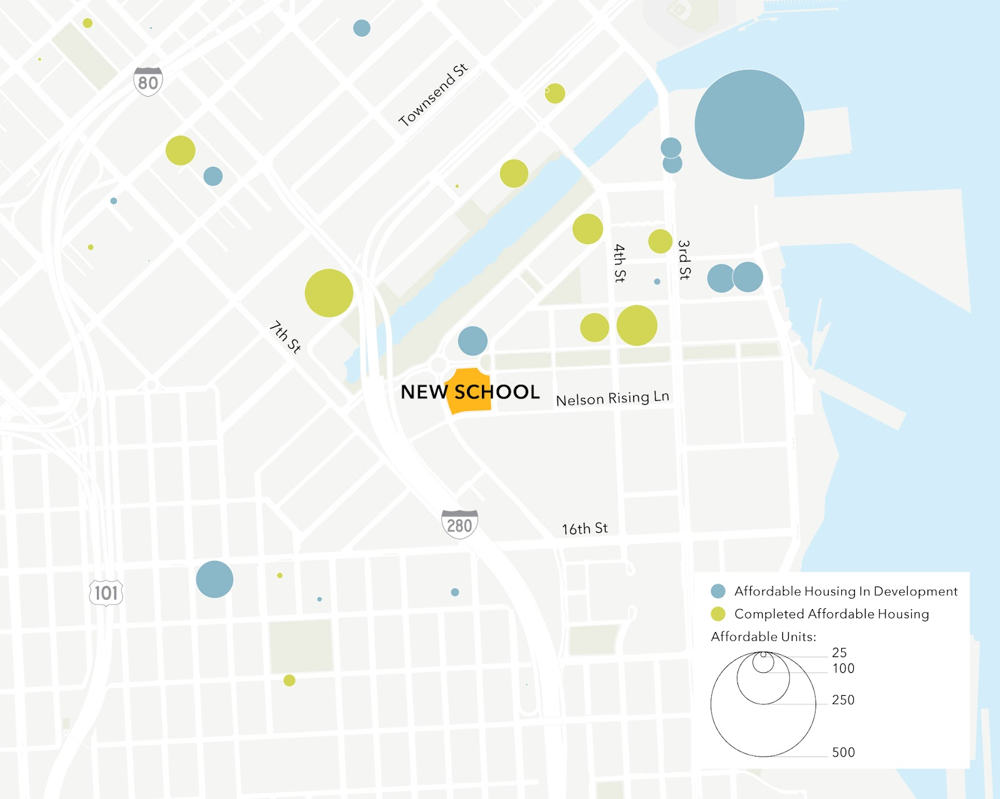 80
Townsend St
4th St
3rd St
7th St
NEW SCHOOL
Nelson Rising Ln
280
16th St
101
Affordable Housing In Development
Completed Affordable Housing
Affordable Units:
25
100
250
500